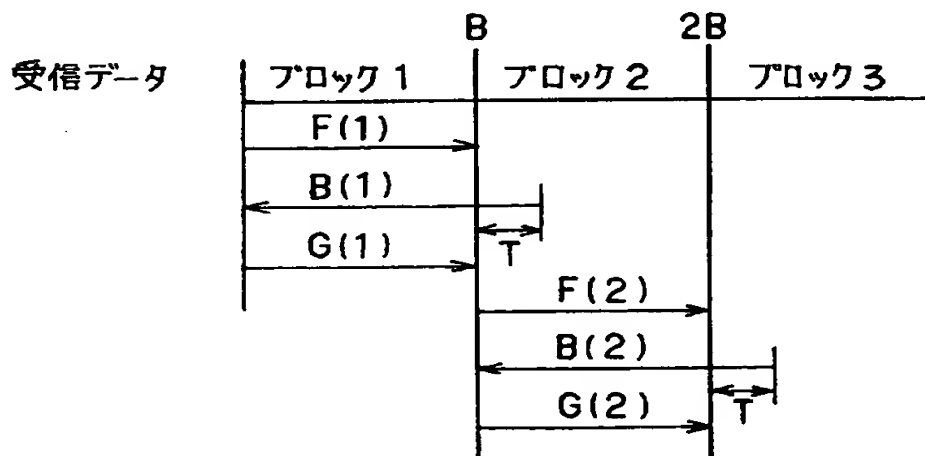 B 2B
受信データ ブロック1 ブロック2 ブロック3
F(1)
B(1)
T
G(1)
F(2)
B(2)
T
G(2)